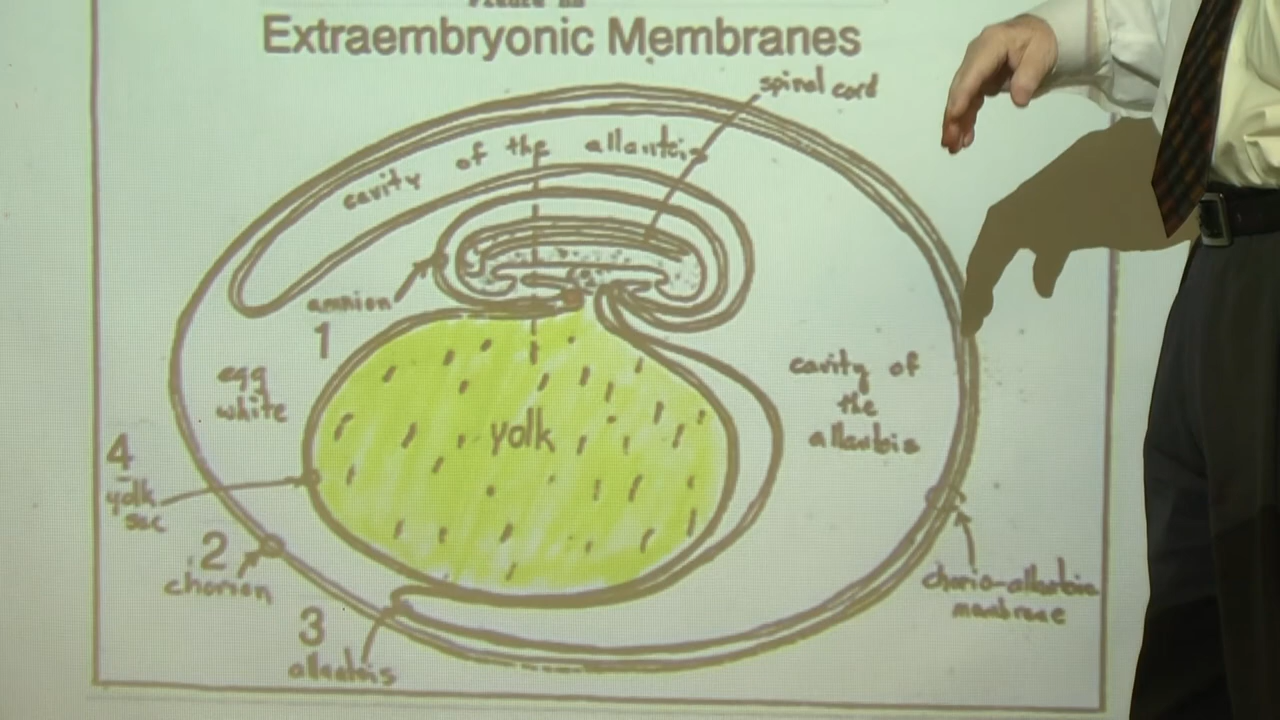 Extraembryonic Membranes
spinal cord
cavity of the allantois
amnion
1
egg
white
yolk
cavity of
the
allantois
4
yolk
sac
2
chorion
3
allantois
chorio-allantoic
membrane